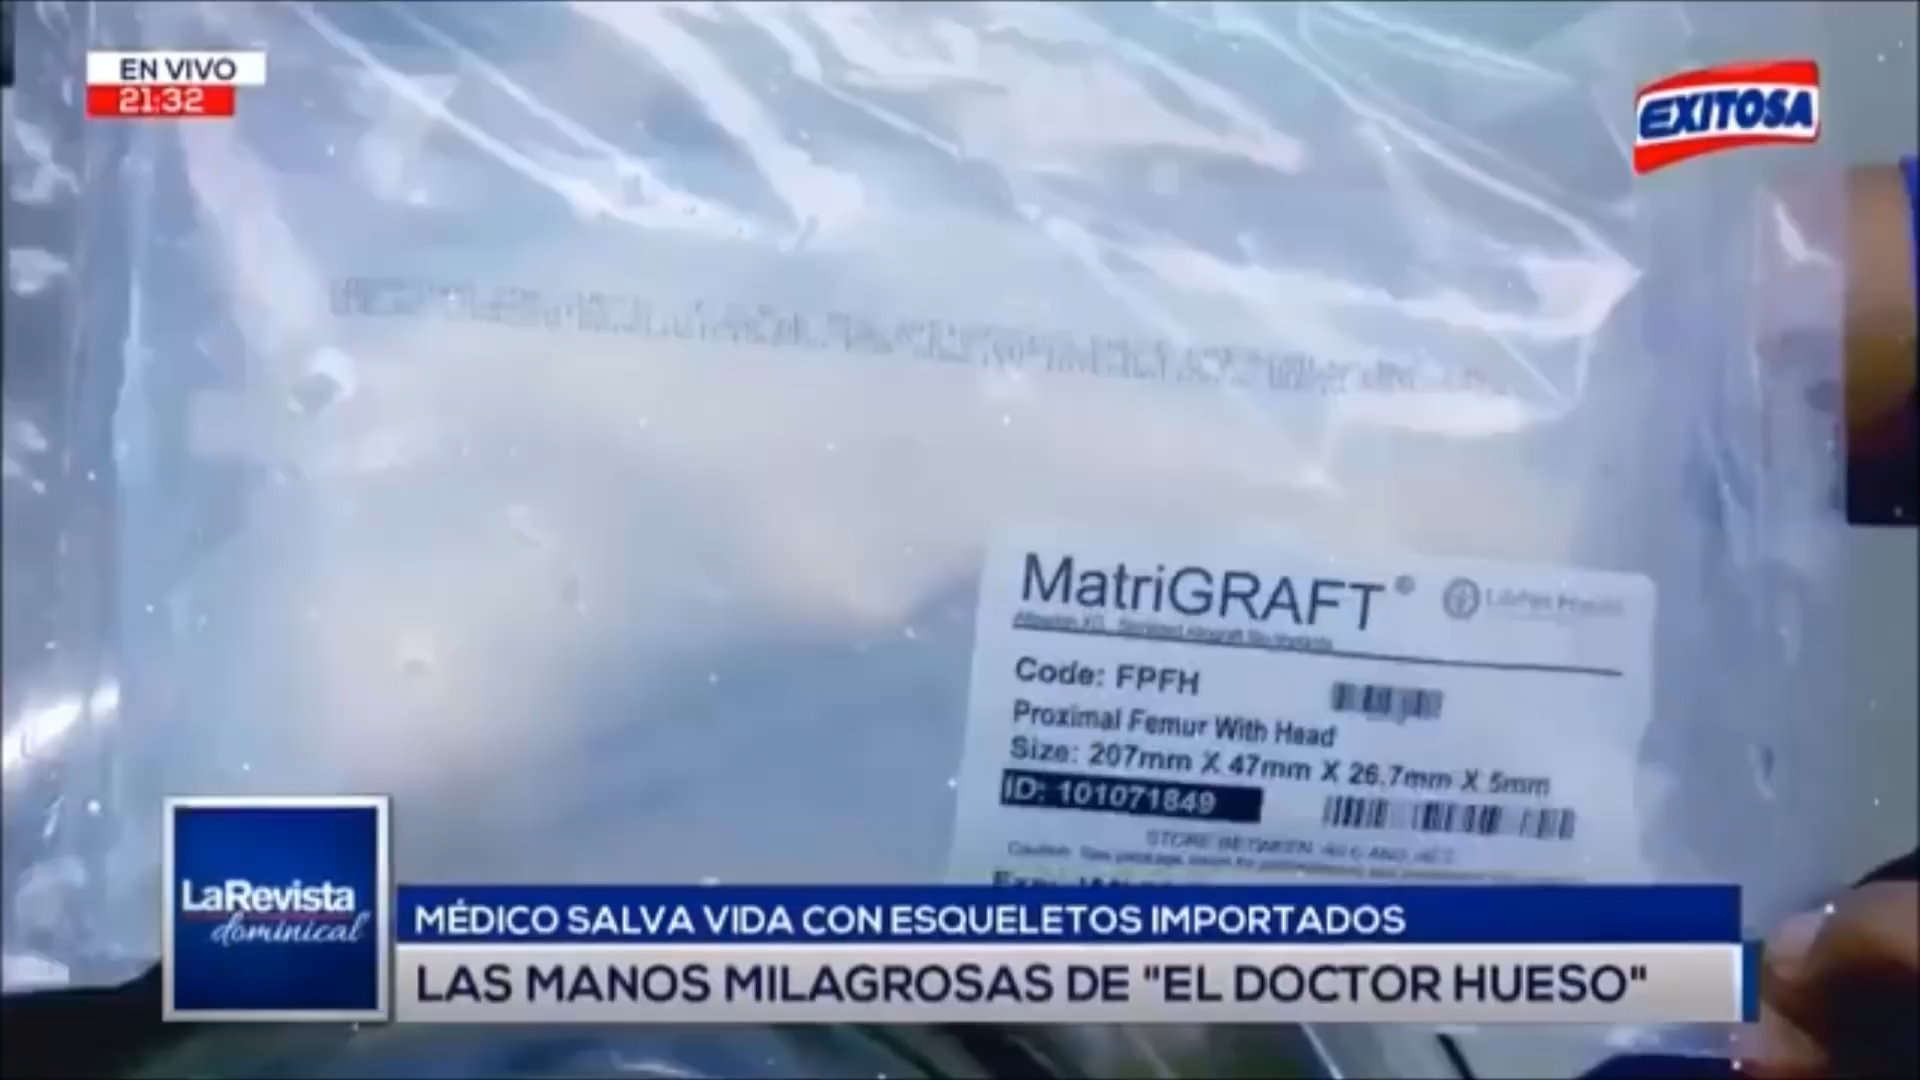 EN VIVO
21:32
EXITOSA
MatriGRAFT®
Code: FPFH
Proximal Femur With Head
Size: 207mm X 47mm X 26.7mm X 5mm
ID: 101071849
LaRevista
dominical
MÉDICO SALVA VIDA CON ESQUELETOS IMPORTADOS
LAS MANOS MILAGROSAS DE "EL DOCTOR HUESO"